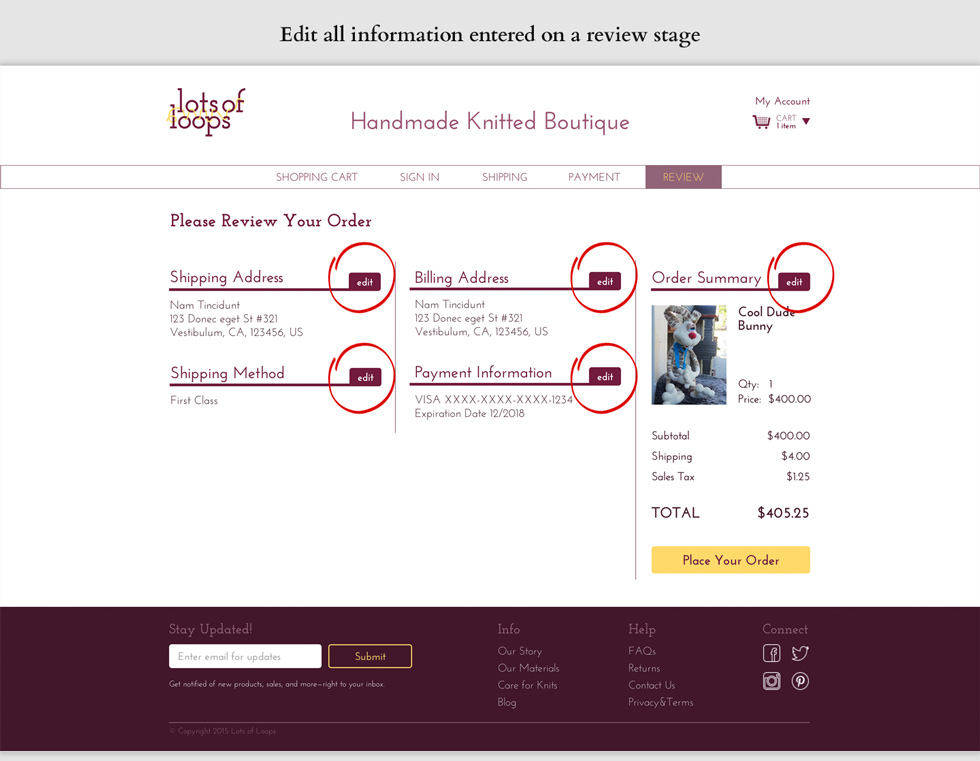 Edit all information entered on a review stage
lots of
loops
Handmade Knitted Boutique
My Account
CART
1 item
SHOPPING CART
SIGN IN
SHIPPING
PAYMENT
REVIEW
Please Review Your Order
Shipping Address
edit
Nam Tincidunt
123 Donec eget St #321
Vestibulum, CA, 123456, US
Shipping Method
edit
First Class
Billing Address
edit
Nam Tincidunt
123 Donec eget St #321
Vestibulum, CA, 123456, US
Payment Information
edit
VISA XXXX-XXXX-XXXX-1234
Expiration Date 12/2018
Order Summary
edit
Cool Dude
Bunny
Qty: 1
Price: $400.00
Subtotal $400.00
Shipping $4.00
Sales Tax $1.25
TOTAL $405.25
Place Your Order
Stay Updated!
Enter email for updates
Submit
Get notified of new products, sales, and more—right to your inbox.
Info
Our Story
Our Materials
Care for Knits
Blog
Help
FAQs
Returns
Contact Us
Privacy&Terms
Connect
© Copyright 2015 Lots of Loops